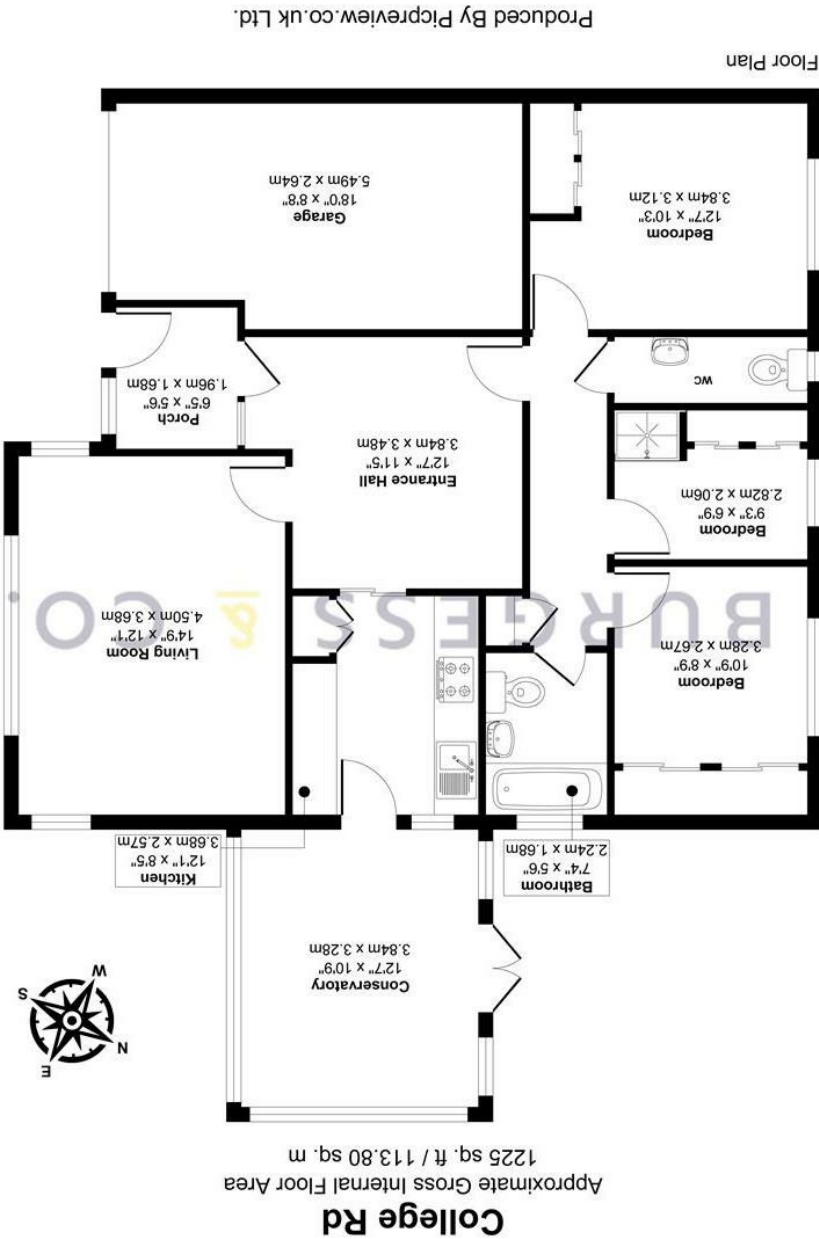 College Rd
Approximate Gross Internal Floor Area
1225 sq. ft / 113.80 sq. m
E
N
S
W
Conservatory
12'7" x 10'9"
3.84m x 3.28m
Bathroom
7'4" x 5'6"
2.24m x 1.68m
Kitchen
12'1" x 8'5"
3.68m x 2.57m
Bedroom
10'9" x 8'9"
3.28m x 2.67m
Living Room
14'9" x 12'1"
4.50m x 3.68m
BURGESS & CO.
Bedroom
9'3" x 6'9"
2.82m x 2.06m
Entrance Hall
12'7" x 11'5"
3.84m x 3.48m
Porch
6'5" x 5'6"
1.96m x 1.68m
WC
Bedroom
12'7" x 10'3"
3.84m x 3.12m
Garage
18'0" x 8'8"
5.49m x 2.64m
Floor Plan
Produced By Picpreview.co.uk Ltd.